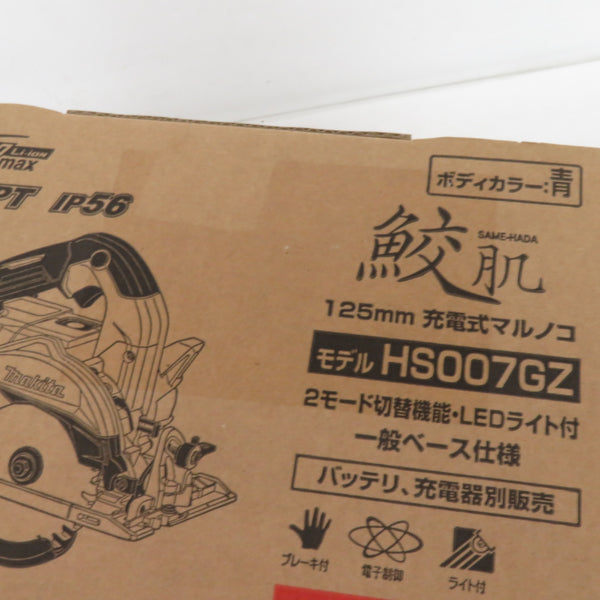 Li-ion
max
PT IP56
ボディカラー:青
鮫肌
SAME-HADA
125mm 充電式マルノコ
モデル HS007GZ
2モード切替機能・LEDライト付
一般ベース仕様
バッテリ、充電器別販売
makita
ブレーキ付
電子制御
ライト付